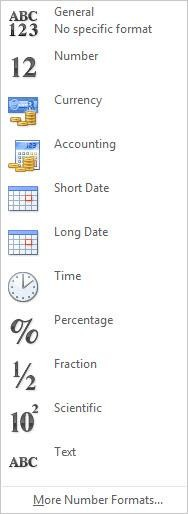 ABC General
123 No specific format
12 Number
Currency
123 Accounting
Short Date
Long Date
Time
% Percentage
½ Fraction
10² Scientific
ABC Text
More Number Formats...